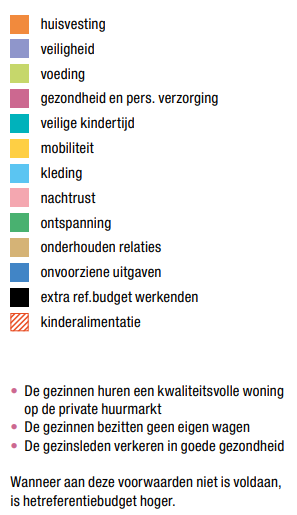 huisvesting
veiligheid
voeding
gezondheid en pers. verzorging
veilige kindertijd
mobiliteit
kleding
nachtrust
ontspanning
onderhouden relaties
onvoorziene uitgaven
extra ref.budget werkenden
kinderalimentatie
• De gezinnen huren een kwaliteitsvolle woning
op de private huurmarkt
• De gezinnen bezitten geen eigen wagen
• De gezinsleden verkeren in goede gezondheid
Wanneer aan deze voorwaarden niet is voldaan,
is hetreferentiebudget hoger.